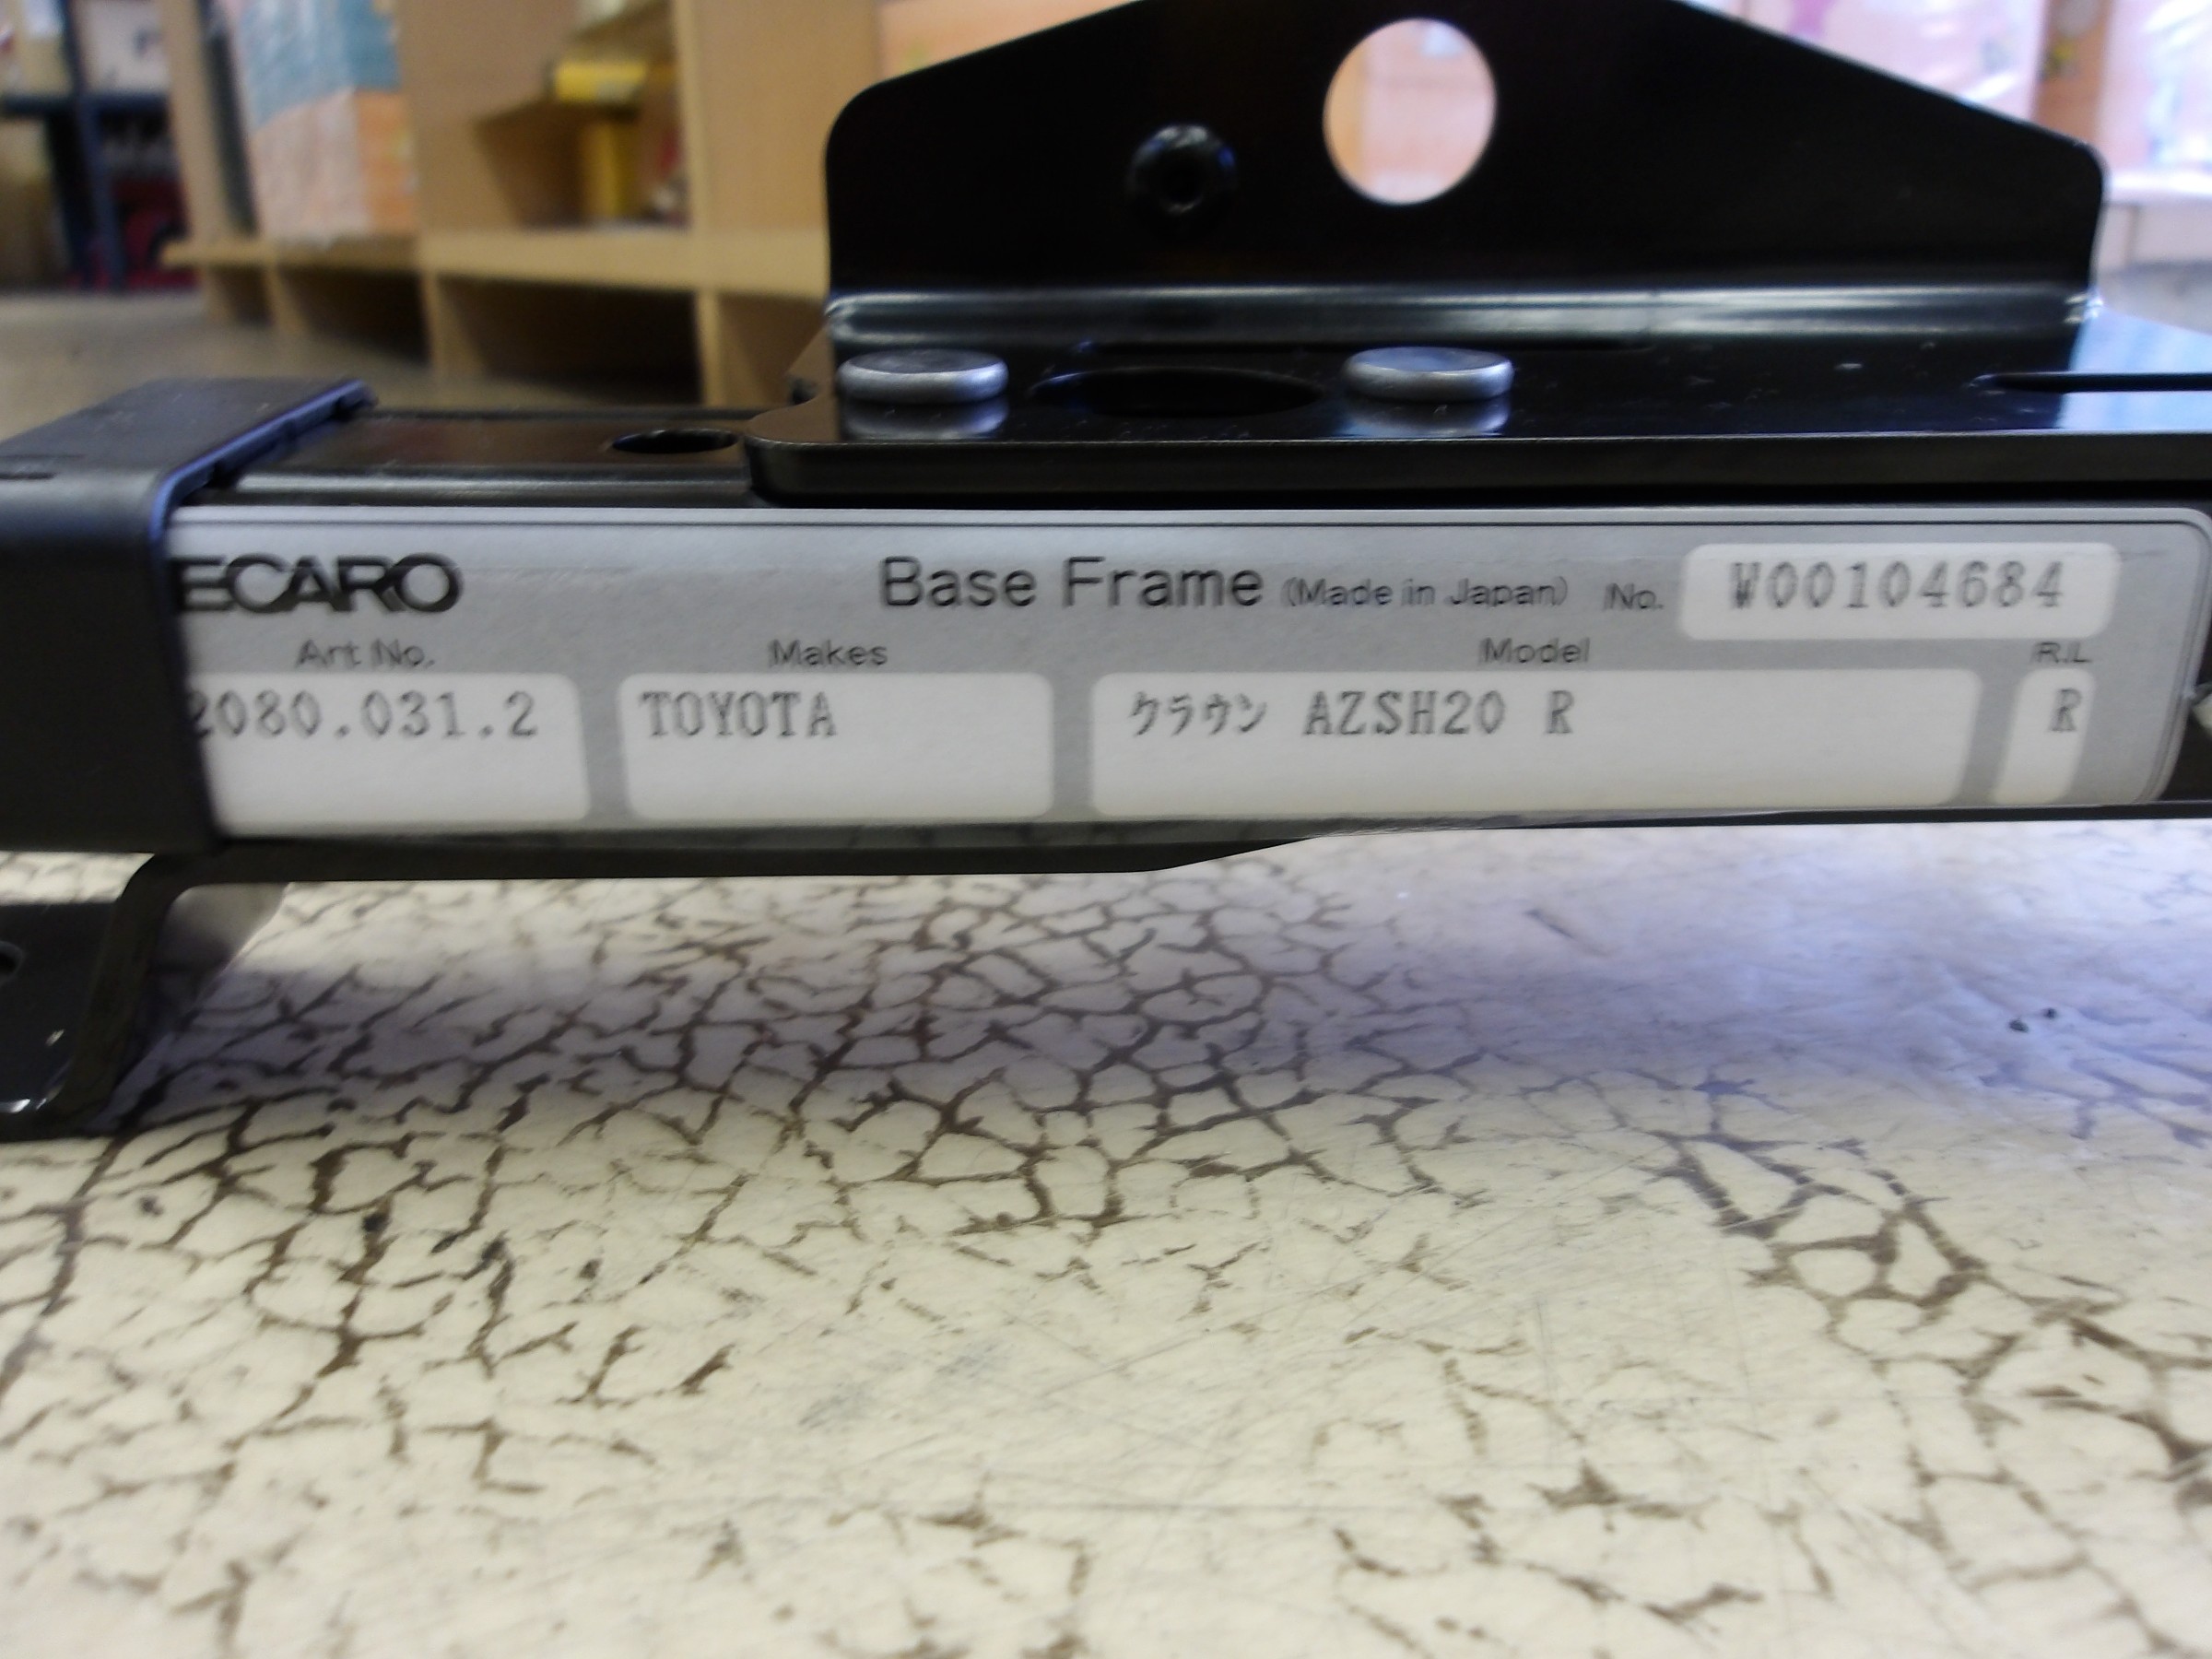 ECARO Base Frame (Made in Japan) No. W00104684
Art No. Makes Model R.L
2080.031.2 TOYOTA クラウン AZSH20 R R